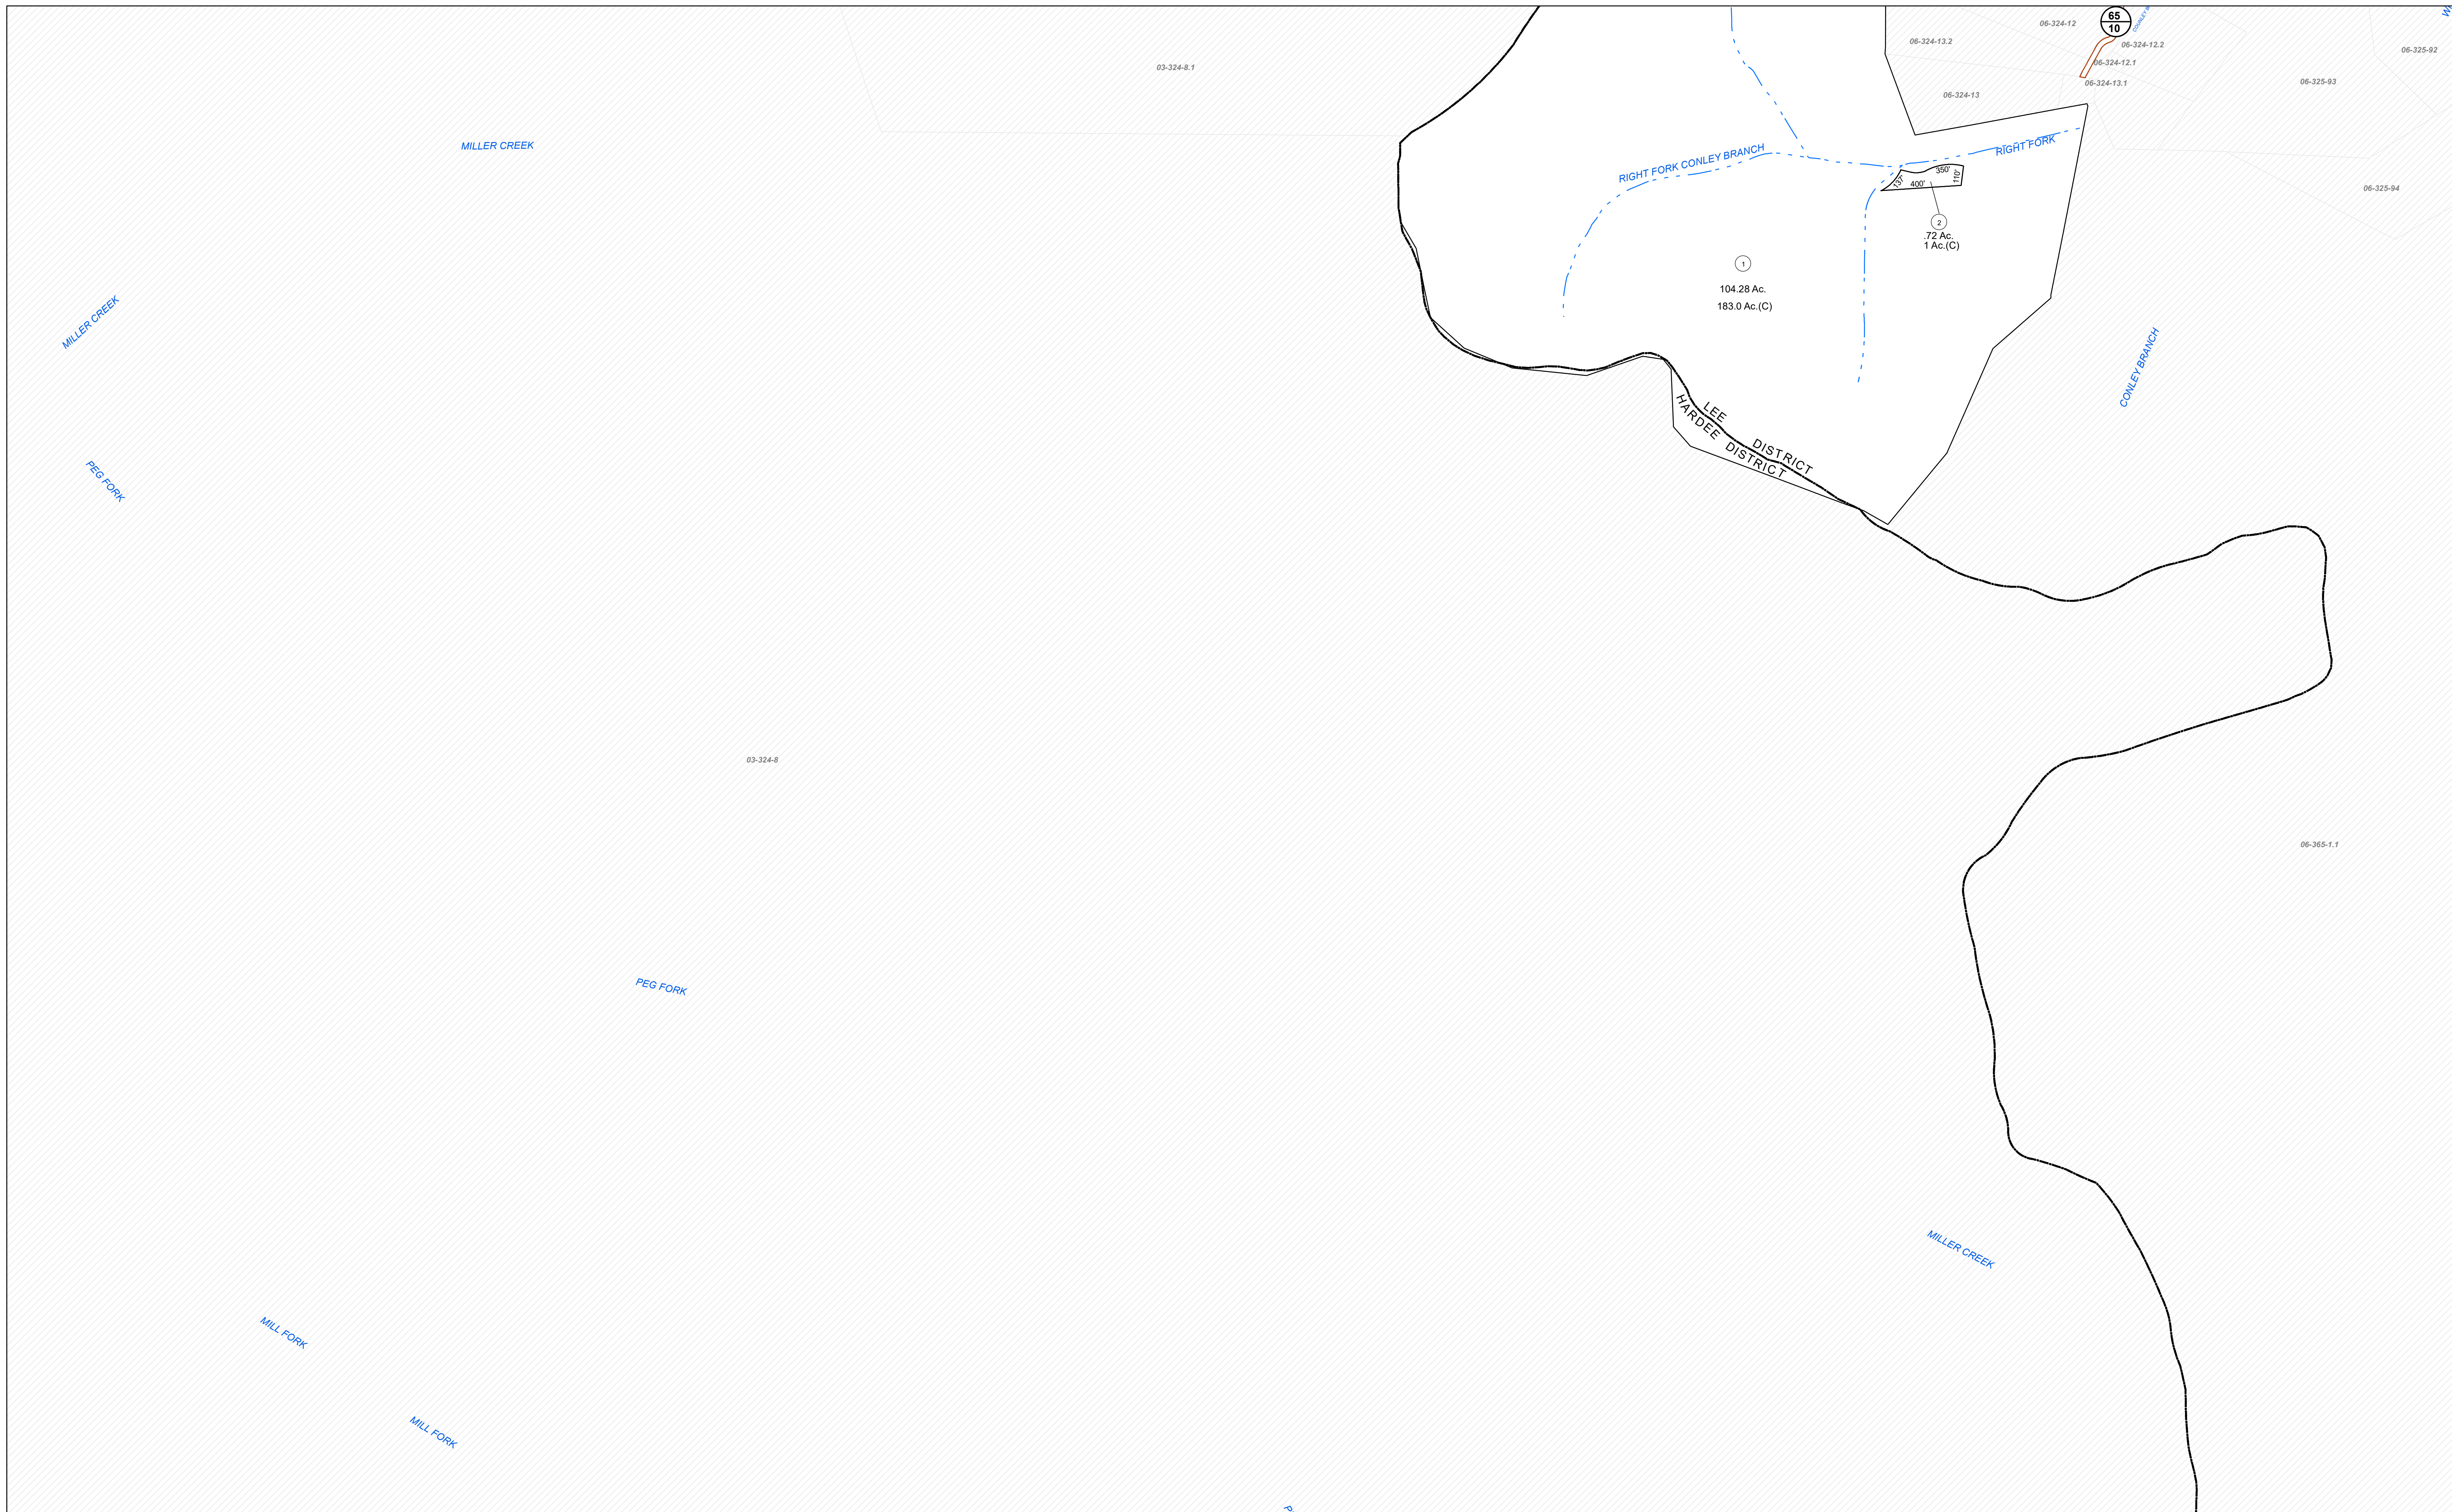 65
10
06-324-12
06-324-13.2
06-324-12.2
06-325-92
06-324-12.1
03-324-8.1
06-324-13.1
06-325-93
06-324-13
MILLER CREEK
RIGHT FORK CONLEY BRANCH
RIGHT FORK
350'
110'
137'
400'
06-325-94
2
.72 Ac.
1 Ac.(C)
1
104.28 Ac.
183.0 Ac.(C)
MILLER CREEK
CONLEY BRANCH
LEE DISTRICT
HARDEE DISTRICT
PEG FORK
03-324-8
06-365-1.1
PEG FORK
MILLER CREEK
MILL FORK
MILL FORK